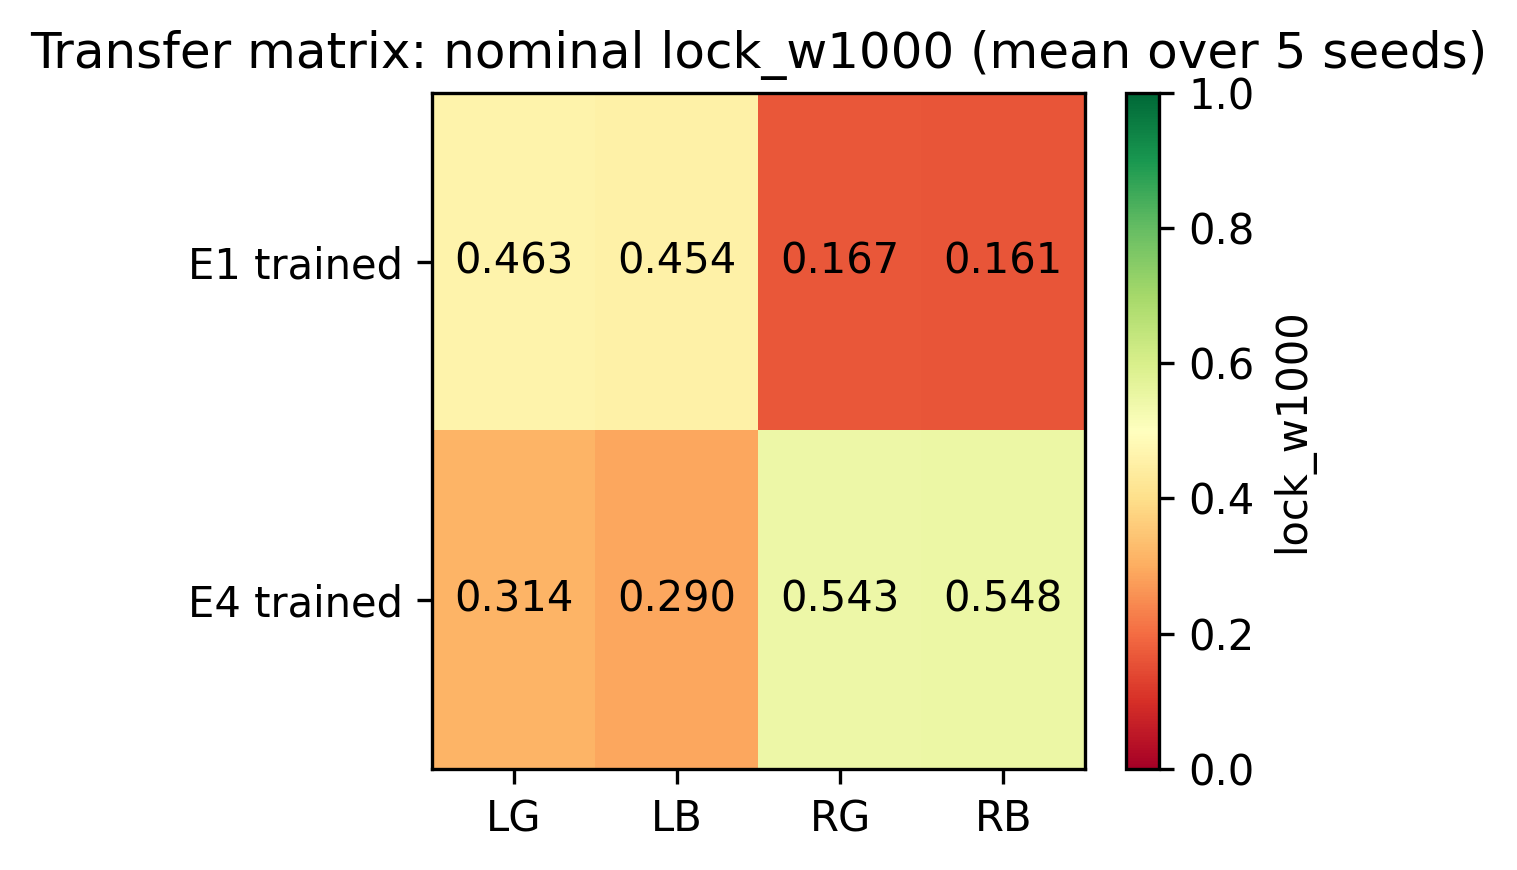 Transfer matrix: nominal lock_w1000 (mean over 5 seeds)
E1 trained
0.463 0.454 0.167 0.161
E4 trained
0.314 0.290 0.543 0.548
LG LB RG RB
1.0
0.8
0.6
0.4
0.2
0.0
lock_w1000